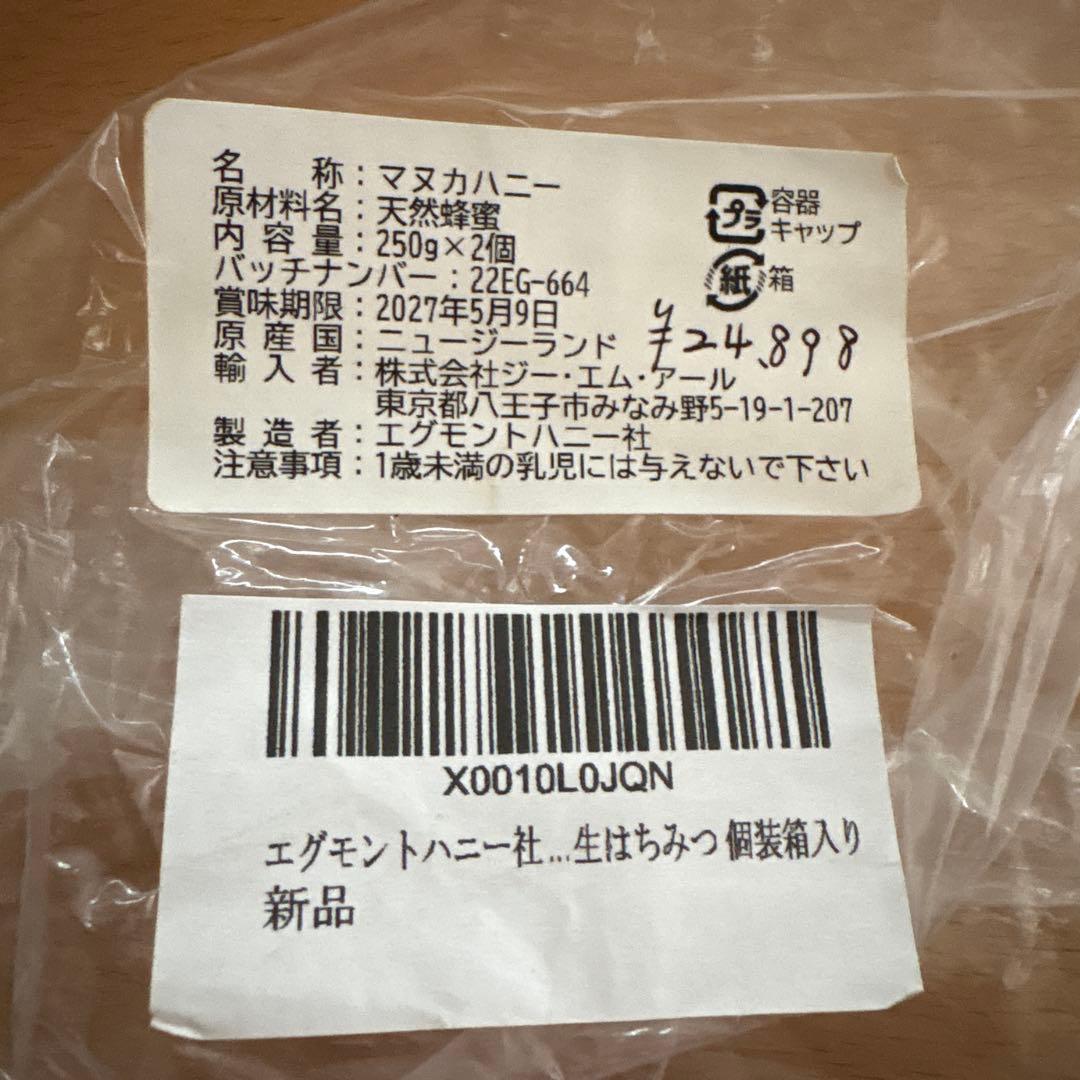 名称：マヌカハニー
原材料名：天然蜂蜜
内容量：250g×2個
バッチナンバー：22EG-664
賞味期限：2027年5月9日
原産国：ニュージーランド
輸入者：株式会社ジー・エム・アール
東京都八王子市みなみ野5-19-1-207
製造者：エグモントハニー社
注意事項：1歳未満の乳児には与えないで下さい
プラ 容器
キャップ
紙 箱
¥24,898
X0010L0JQN
エグモントハニー社...生はちみつ 個装箱入り
新品